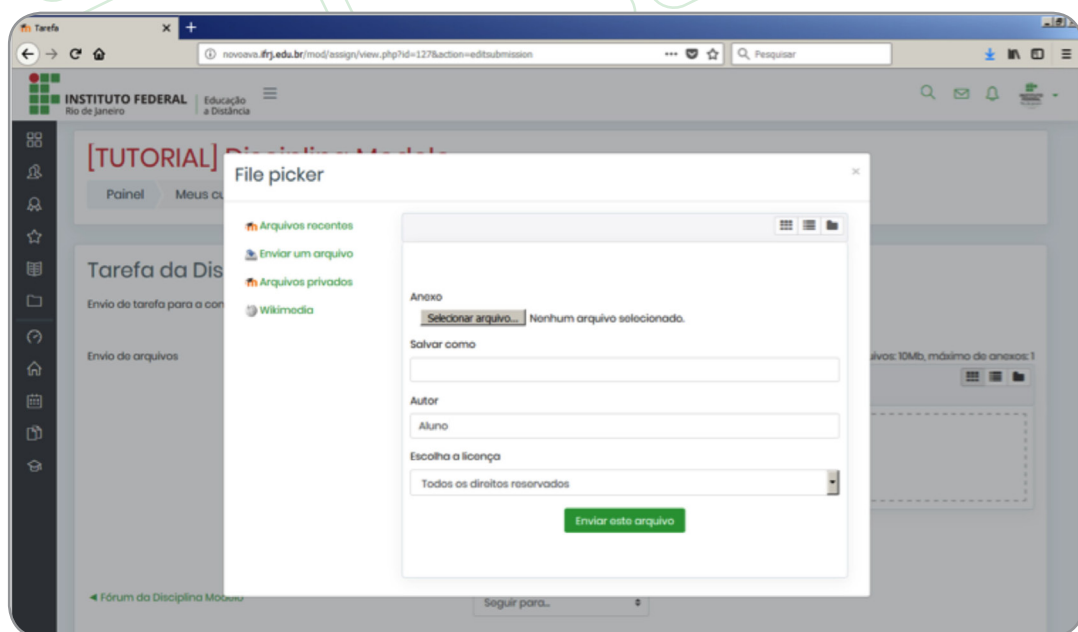 Tarefa
novoava.ifrj.edu.br/mod/assign/view.php?id=127&action=editsubmission
Pesquisar
INSTITUTO FEDERAL
Rio de Janeiro
Educação
a Distância
[TUTORIAL] Disciplina Modelo
Painel
Meus cu
File picker
Arquivos recentes
Enviar um arquivo
Arquivos privados
Wikimedia
Anexo
Selecionar arquivo... Nenhum arquivo selecionado.
Salvar como
Autor
Aluno
Escolha a licença
Todos os direitos reservados
Enviar este arquivo
Tarefa da Dis
Envio de tarefa para a con
Envio de arquivos
uivos: 10Mb, máximo de anexos: 1
◄ Fórum da Disciplina Modelo
Seguir para...